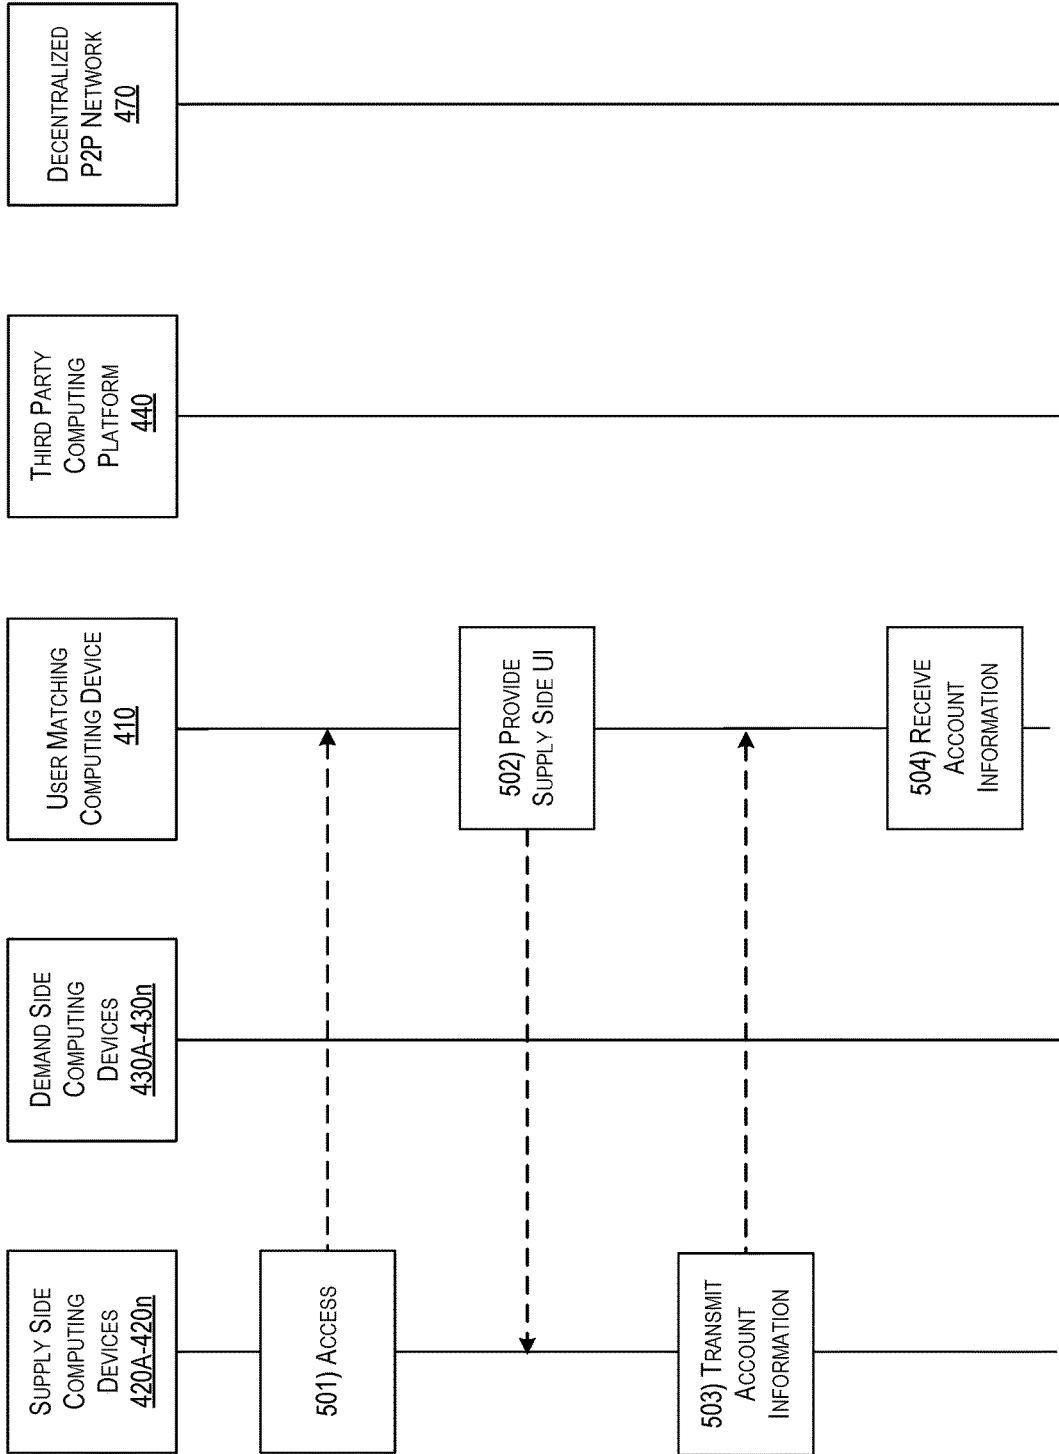 SUPPLY SIDE
COMPUTING
DEVICES
420A-420n
DEMAND SIDE
COMPUTING
DEVICES
430A-430n
USER MATCHING
COMPUTING DEVICE
410
THIRD PARTY
COMPUTING
PLATFORM
440
DECENTRALIZED
P2P NETWORK
470
501) ACCESS
502) PROVIDE
SUPPLY SIDE UI
503) TRANSMIT
ACCOUNT
INFORMATION
504) RECEIVE
ACCOUNT
INFORMATION